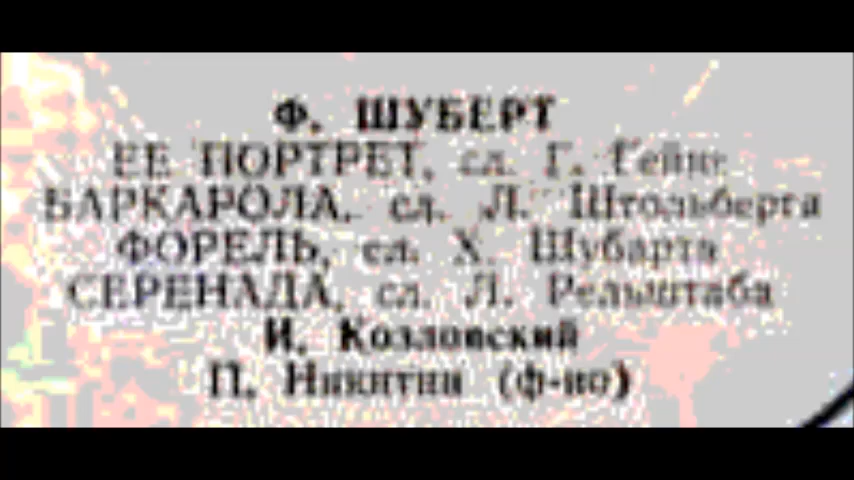 Ф. ШУБЕРТ
ЕЕ ПОРТРЕТ, сл. Г. Гейне
БАРКАРОЛА, сл. Л. Штольберга
ФОРЕЛЬ, сл. Х. Шубарта
СЕРЕНАДА, сл. Л. Рельштаба
И. Козловский
П. Никитин (ф-но)